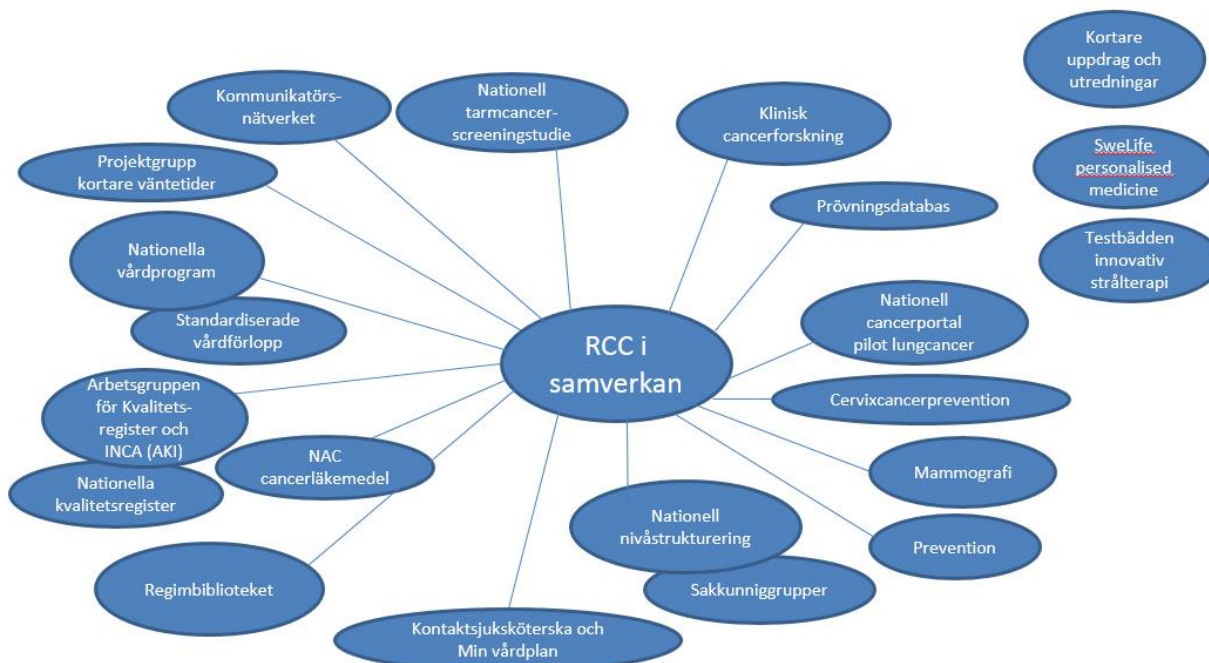 Kommunikatörs-
nätverket
Nationell
tarmcancer-
screeningstudie
Klinisk
cancerforskning
Kortare
uppdrag och
utredningar
Projektgrupp
kortare väntetider
SweLife
personalised
medicine
Prövningsdatabas
Nationella
vårdprogram
Testbädden
innovativ
strålterapi
Standardiserade
vårdförlopp
Nationell
cancerportal
pilot lungcancer
RCC i
samverkan
Arbetsgruppen
för Kvalitets-
register och
INCA (AKI)
Cervixcancerprevention
NAC
cancerläkemedel
Mammografi
Nationella
kvalitetsregister
Nationell
nivåstrukturering
Prevention
Regimbiblioteket
Sakkunniggrupper
Kontaktsjuksköterska och
Min vårdplan